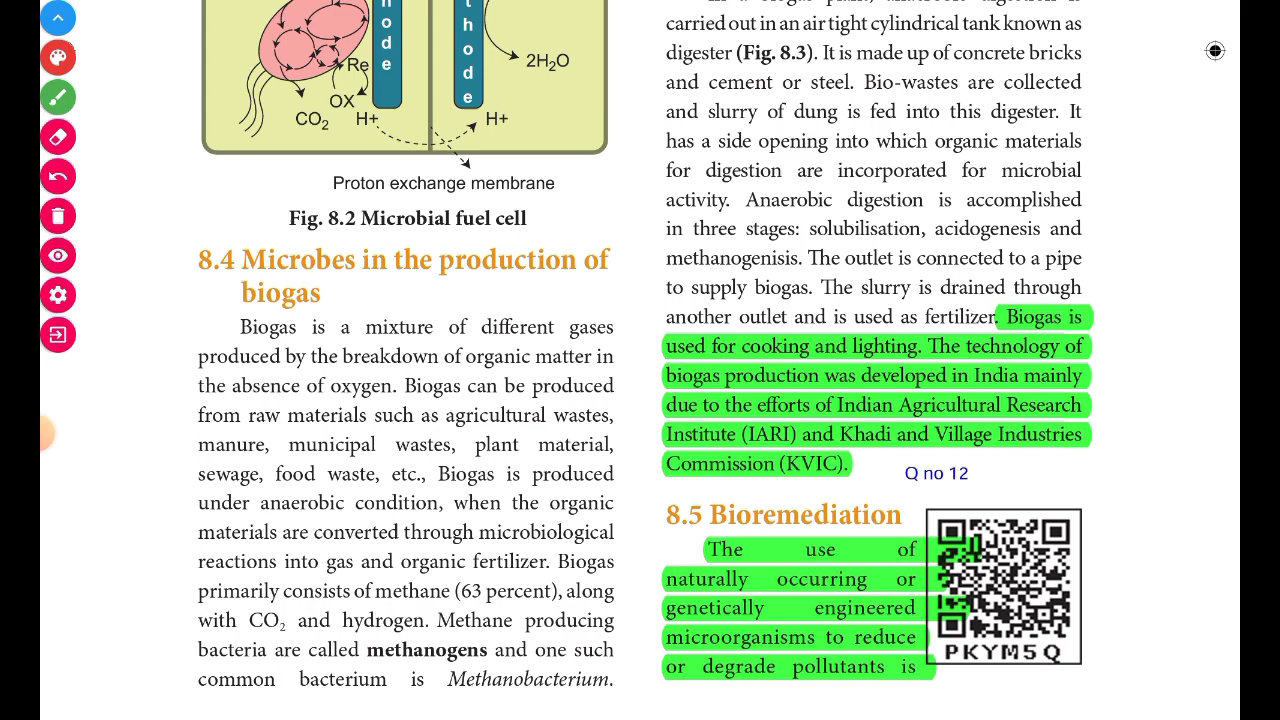 n
o
d
e
t
h
o
d
e
Re
OX
CO₂
H+
H+
2H₂O
Proton exchange membrane
Fig. 8.2 Microbial fuel cell
8.4 Microbes in the production of
biogas
Biogas is a mixture of different gases
produced by the breakdown of organic matter in
the absence of oxygen. Biogas can be produced
from raw materials such as agricultural wastes,
manure, municipal wastes, plant material,
sewage, food waste, etc., Biogas is produced
under anaerobic condition, when the organic
materials are converted through microbiological
reactions into gas and organic fertilizer. Biogas
primarily consists of methane (63 percent), along
with CO₂ and hydrogen. Methane producing
bacteria are called methanogens and one such
common bacterium is Methanobacterium.
carried out in an air tight cylindrical tank known as
digester (Fig. 8.3). It is made up of concrete bricks
and cement or steel. Bio-wastes are collected
and slurry of dung is fed into this digester. It
has a side opening into which organic materials
for digestion are incorporated for microbial
activity. Anaerobic digestion is accomplished
in three stages: solubilisation, acidogenesis and
methanogenisis. The outlet is connected to a pipe
to supply biogas. The slurry is drained through
another outlet and is used as fertilizer. Biogas is
used for cooking and lighting. The technology of
biogas production was developed in India mainly
due to the efforts of Indian Agricultural Research
Institute (IARI) and Khadi and Village Industries
Commission (KVIC).
Q no 12
8.5 Bioremediation
The use of
naturally occurring or
genetically engineered
microorganisms to reduce
or degrade pollutants is
PKYM5Q